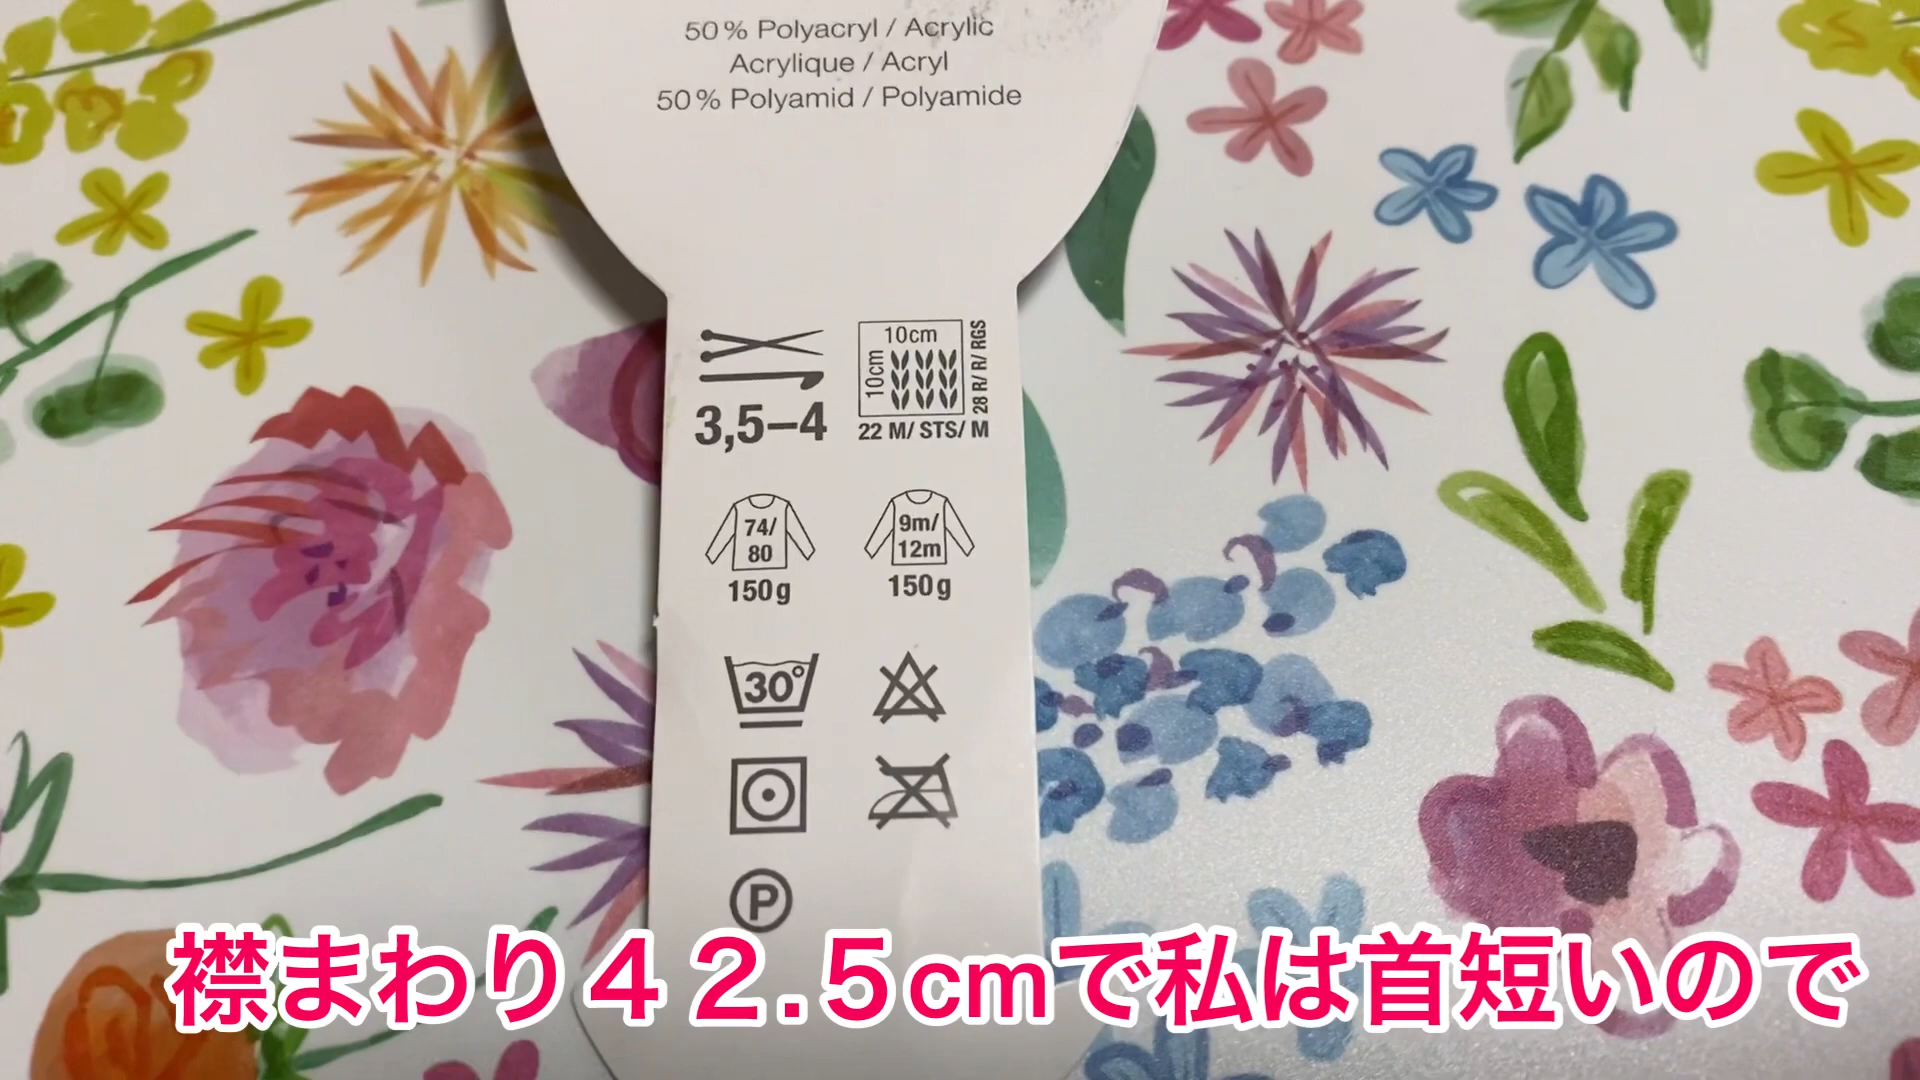 50% Polyacryl / Acrylic
Acrylique / Acryl
50% Polyamid / Polyamide
10cm
10cm
28 R/ R/ RGS
3,5–4
22 M/ STS/ M
74/
80
150g
9m/
12m
150g
30°
P
襟まわり４２.５cmで私は首短いので